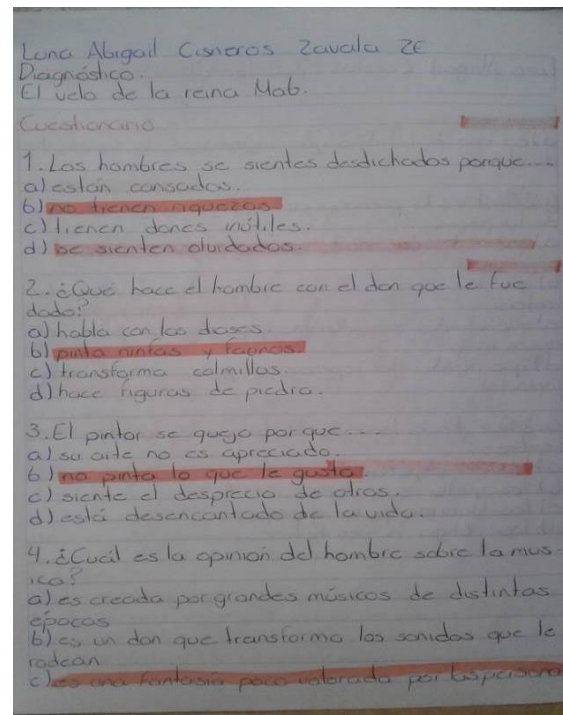 Luna Abigail Cisneros Zavala 2E
Diagnóstico.
El velo de la reina Mab.
Cuestionario
1. Los hombres se sientes desdichados porque...
a) están cansados.
b) no tienen riquezas
c) tienen dones inútiles.
d) se sienten olvidados.
2. ¿Qué hace el hombre con el don que le fue
dado?
a) habla con los dioses
b) pinta ninfas y faunos.
c) transforma colmillos.
d) hace figuras de piedra.
3. El pintor se queja porque...
a) su arte no es apreciado.
b) no pinta lo que le gusta.
c) siente el desprecio de otros.
d) está desencantado de la vida.
4. ¿Cuál es la opinión del hombre sobre la mus-
ica?
a) es creada por grandes músicos de distintas
epocas
b) es un don que transforma los sonidos que le
rodean
c) es una fantasía poco valorada por las persona